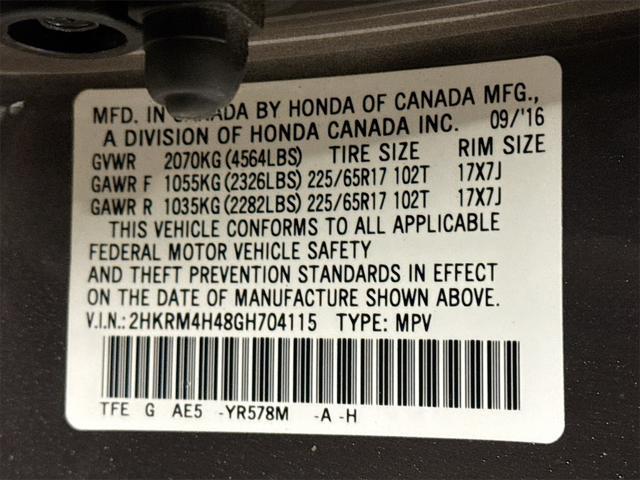 MFD. IN CANADA BY HONDA OF CANADA MFG.,
A DIVISION OF HONDA CANADA INC. 09/'16
GVWR 2070KG (4564LBS) TIRE SIZE RIM SIZE
GAWR F 1055KG (2326LBS) 225/65R17 102T 17X7J
GAWR R 1035KG (2282LBS) 225/65R17 102T 17X7J
THIS VEHICLE CONFORMS TO ALL APPLICABLE
FEDERAL MOTOR VEHICLE SAFETY
AND THEFT PREVENTION STANDARDS IN EFFECT
ON THE DATE OF MANUFACTURE SHOWN ABOVE.
V.I.N.: 2HKRM4H48GH704115 TYPE: MPV
TFE G AE5 -YR578M -A -H